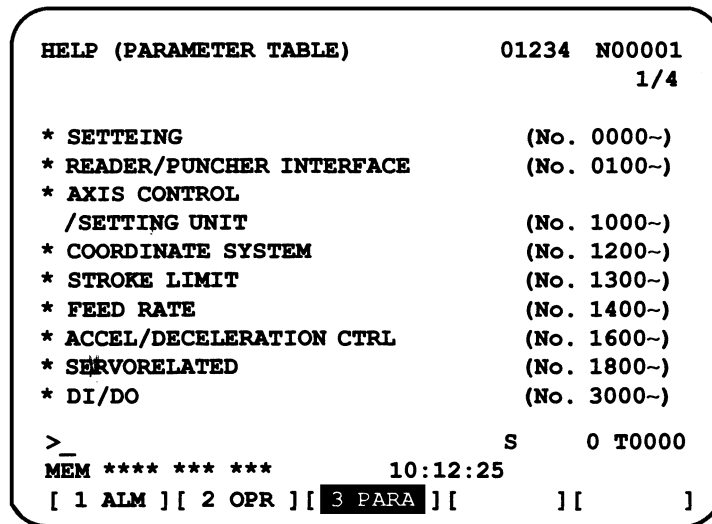 HELP (PARAMETER TABLE) 01234 N00001
1/4
* SETTEING (No. 0000~)
* READER/PUNCHER INTERFACE (No. 0100~)
* AXIS CONTROL
/SETTING UNIT (No. 1000~)
* COORDINATE SYSTEM (No. 1200~)
* STROKE LIMIT (No. 1300~)
* FEED RATE (No. 1400~)
* ACCEL/DECELERATION CTRL (No. 1600~)
* SERVORELATED (No. 1800~)
* DI/DO (No. 3000~)
>_ S 0 T0000
MEM **** *** *** 10:12:25
[ 1 ALM ][ 2 OPR ][ 3 PARA ][ ][ ]